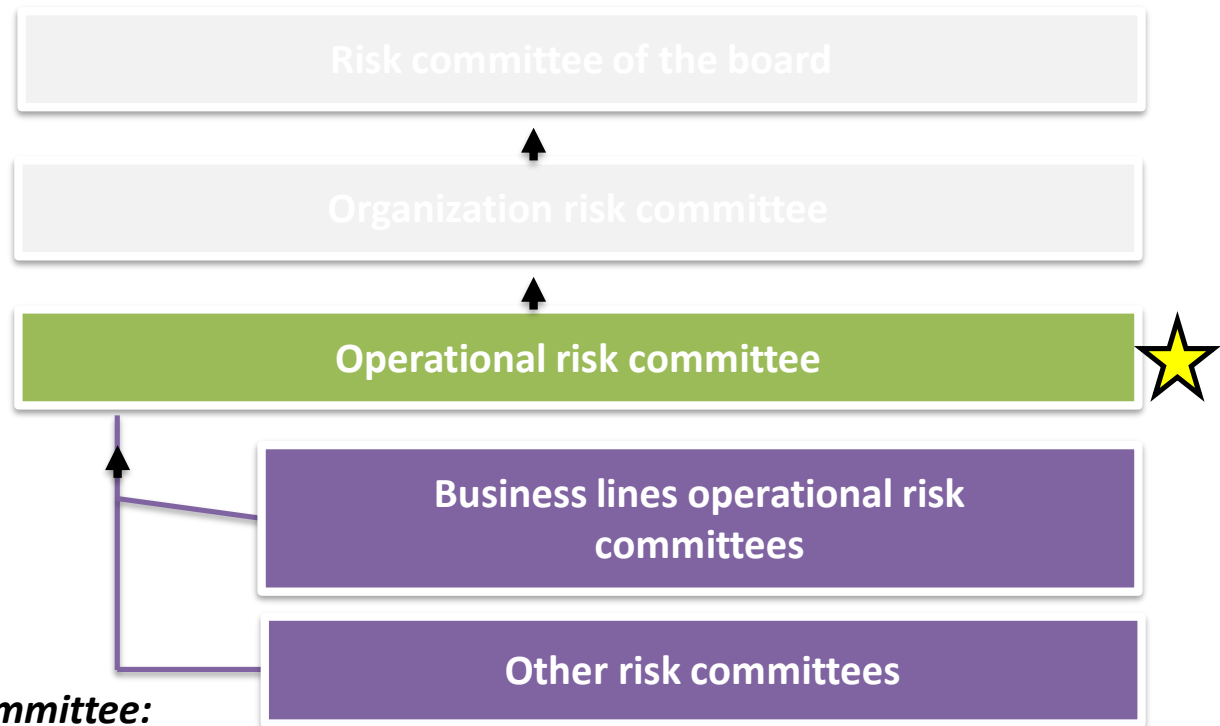 Risk committee of the board
Organization risk committee
Operational risk committee
Business lines operational risk
committees
Other risk committees
mmittee: